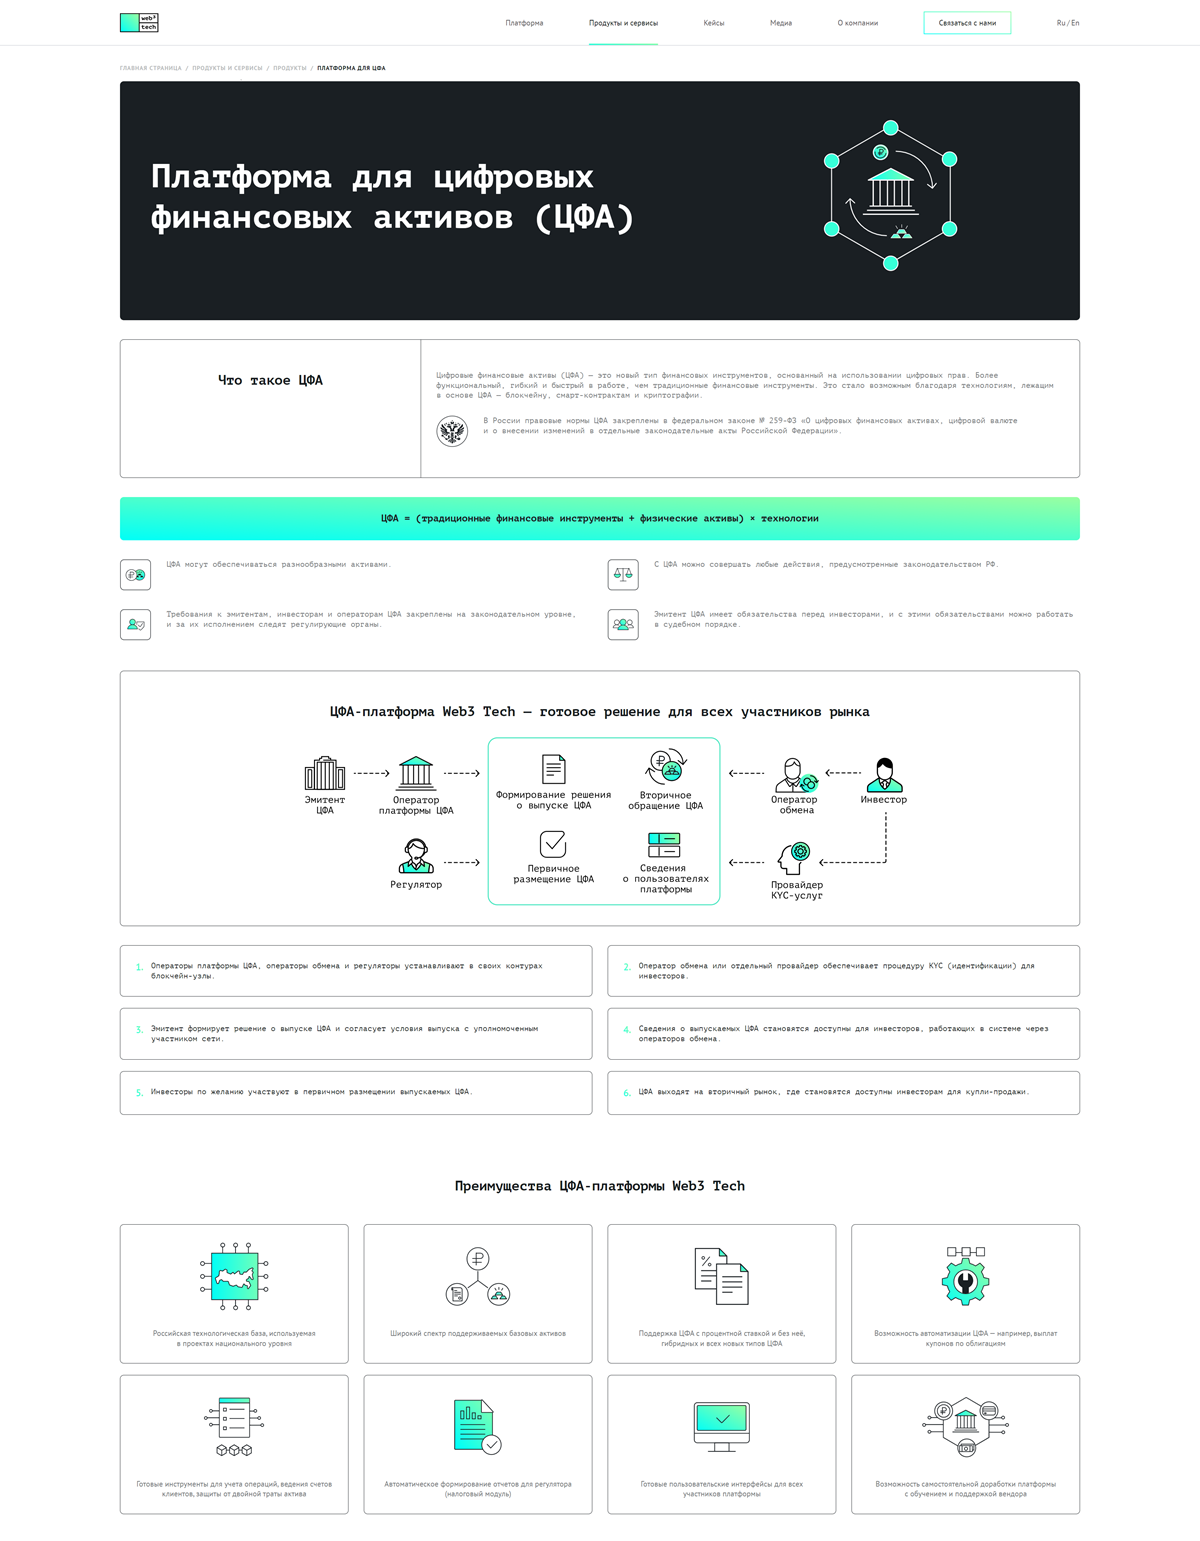 web³
tech
Платформа
Продукты и сервисы
Кейсы
Медиа
О компании
Связаться с нами
Ru / En
ГЛАВНАЯ СТРАНИЦА / ПРОДУКТЫ И СЕРВИСЫ / ПРОДУКТЫ / ПЛАТФОРМА ДЛЯ ЦФА
Платформа для цифровых
финансовых активов (ЦФА)
Что такое ЦФА
Цифровые финансовые активы (ЦФА) — это новый тип финансовых инструментов, основанный на использовании цифровых прав. Более
функциональный, гибкий и быстрый в работе, чем традиционные финансовые инструменты. Это стало возможным благодаря технологиям, лежащим
в основе ЦФА — блокчейну, смарт-контрактам и криптографии.
В России правовые нормы ЦФА закреплены в федеральном законе № 259-ФЗ «О цифровых финансовых активах, цифровой валюте
и о внесении изменений в отдельные законодательные акты Российской Федерации».
ЦФА = (традиционные финансовые инструменты + физические активы) × технологии
ЦФА могут обеспечиваться разнообразными активами.
С ЦФА можно совершать любые действия, предусмотренные законодательством РФ.
Требования к эмитентам, инвесторам и операторам ЦФА закреплены на законодательном уровне,
и за их исполнением следят регулирующие органы.
Эмитент ЦФА имеет обязательства перед инвесторами, и с этими обязательствами можно работать
в судебном порядке.
ЦФА-платформа Web3 Tech — готовое решение для всех участников рынка
Эмитент
ЦФА
Оператор
платформы ЦФА
Формирование решения
о выпуске ЦФА
Вторичное
обращение ЦФА
Оператор
обмена
Инвестор
Регулятор
Первичное
размещение ЦФА
Сведения
о пользователях
платформы
Провайдер
KYC-услуг
1. Операторы платформы ЦФА, операторы обмена и регуляторы устанавливают в своих контурах
блокчейн-узлы.
2. Оператор обмена или отдельный провайдер обеспечивает процедуру KYC (идентификации) для
инвесторов.
3. Эмитент формирует решение о выпуске ЦФА и согласует условия выпуска с уполномоченным
участником сети.
4. Сведения о выпускаемых ЦФА становятся доступны для инвесторов, работающих в системе через
операторов обмена.
5. Инвесторы по желанию участвуют в первичном размещении выпускаемых ЦФА.
6. ЦФА выходят на вторичный рынок, где становятся доступны инвесторам для купли-продажи.
Преимущества ЦФА-платформы Web3 Tech
Российская технологическая база, используемая
в проектах национального уровня
Широкий спектр поддерживаемых базовых активов
Поддержка ЦФА с процентной ставкой и без неё,
гибридных и всех новых типов ЦФА
Возможность автоматизации ЦФА — например, выплат
купонов по облигациям
Готовые инструменты для учета операций, ведения счетов
клиентов, защиты от двойной траты актива
Автоматическое формирование отчетов для регулятора
(налоговый модуль)
Готовые пользовательские интерфейсы для всех
участников платформы
Возможность самостоятельной доработки платформы
с обучением и поддержкой вендора